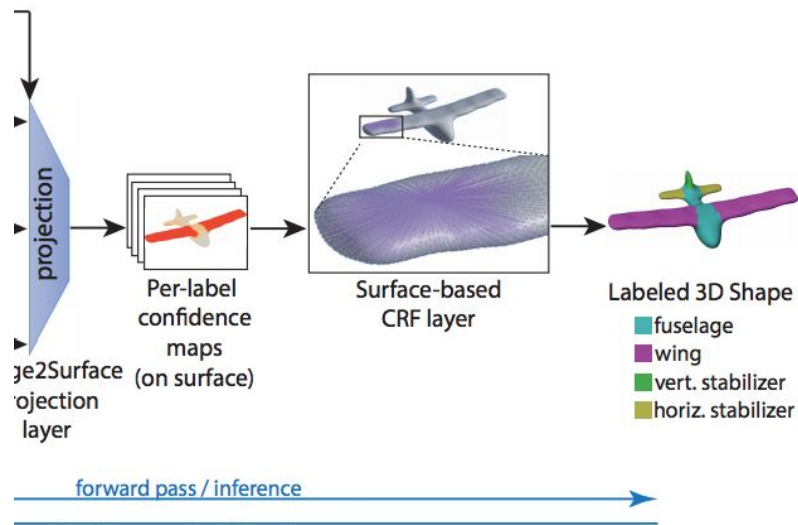 projection
ge2Surface
rojection
layer
Per-label
confidence
maps
(on surface)
Surface-based
CRF layer
Labeled 3D Shape
fuselage
wing
vert. stabilizer
horiz. stabilizer
forward pass / inference